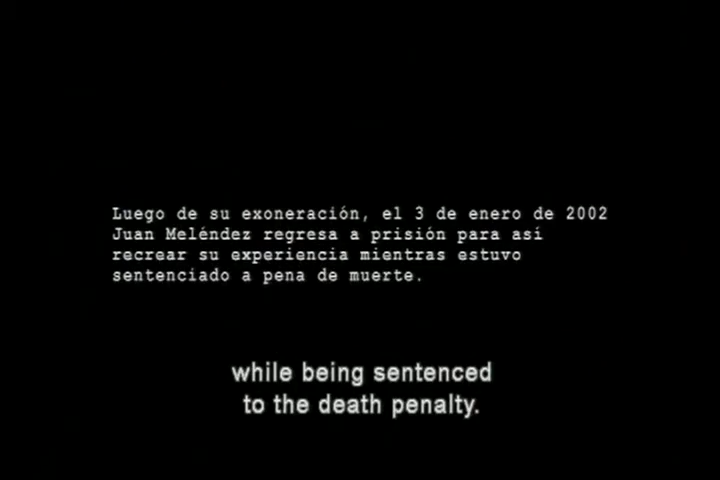 Luego de su exoneración, el 3 de enero de 2002
Juan Meléndez regresa a prisión para así
recrear su experiencia mientras estuvo
sentenciado a pena de muerte.
while being sentenced
to the death penalty.